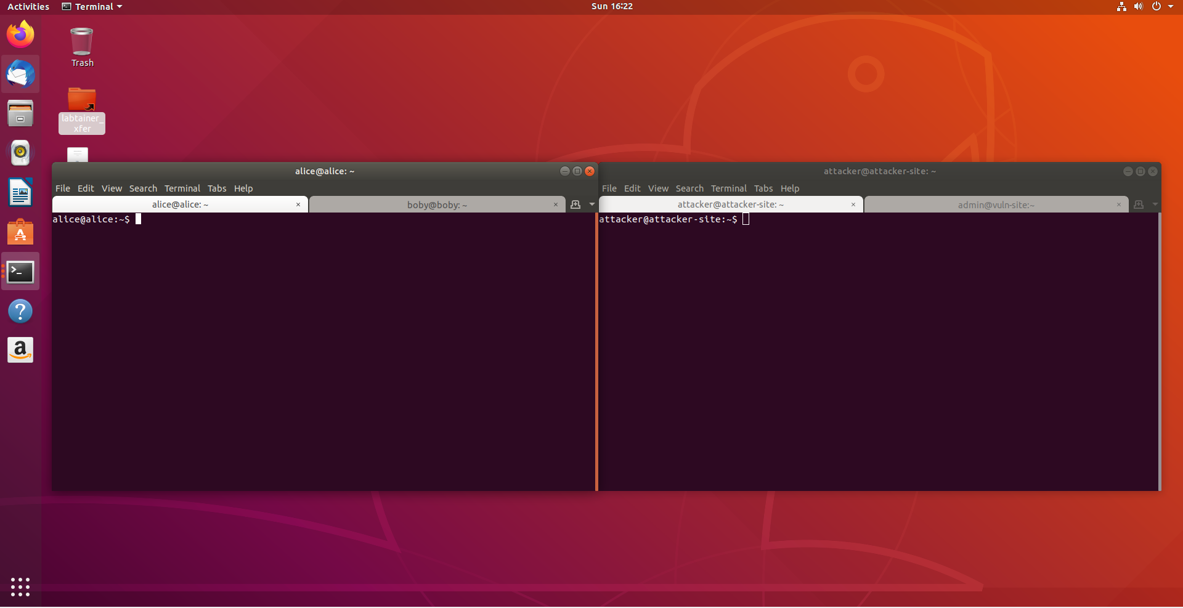 Activities Terminal Sun 16:22
Trash
labtainer_
xfer
alice@alice: ~
File Edit View Search Terminal Tabs Help
alice@alice: ~ × boby@boby: ~ ×
alice@alice:~$
attacker@attacker-site: ~
File Edit View Search Terminal Tabs Help
attacker@attacker-site: ~ × admin@vuln-site:~ ×
attacker@attacker-site:~$